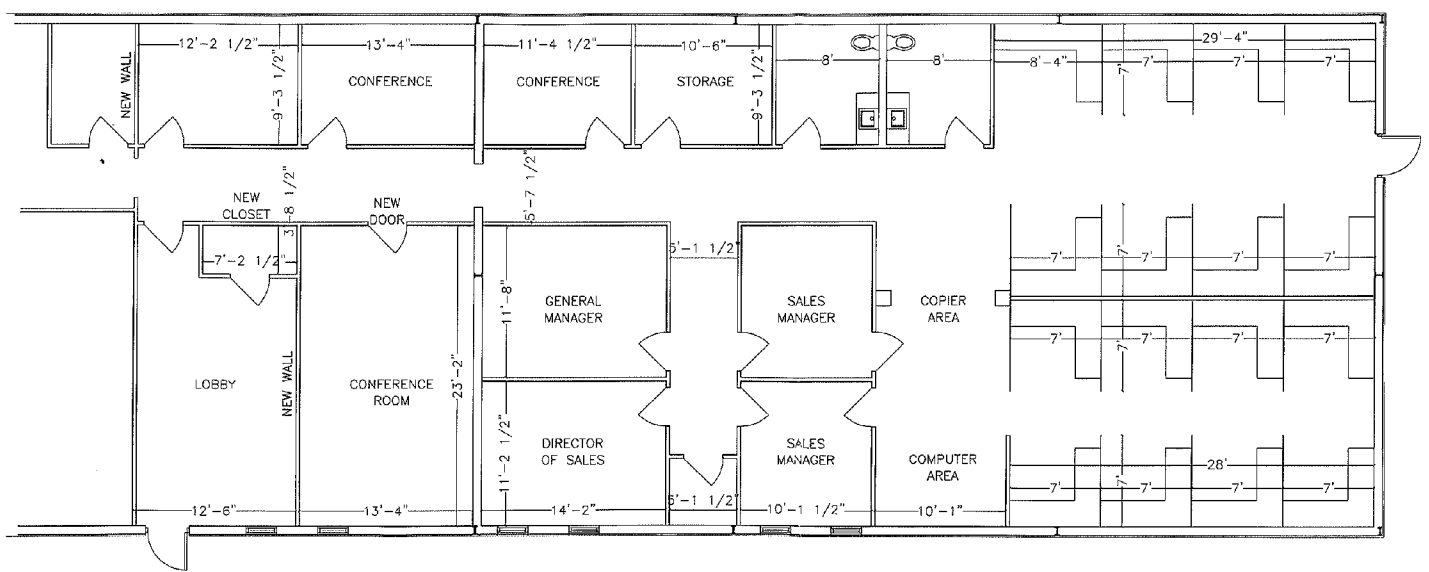 12'-2 1/2"
13'-4"
11'-4 1/2"
10'-6"
8'
8'
29'-4"
8'-4"
7'
7'
7'
7'
NEW WALL
9'-3 1/2"
CONFERENCE
CONFERENCE
STORAGE
9'-3 1/2"
NEW
CLOSET
3'-8 1/2"
NEW
DOOR
5'-7 1/2"
7'-2 1/2"
5'-1 1/2"
7'
7'
7'
7'
7'
11'-8"
GENERAL
MANAGER
SALES
MANAGER
COPIER
AREA
7'
7'
7'
7'
7'
LOBBY
NEW WALL
CONFERENCE
ROOM
23'-2"
11'-2 1/2"
DIRECTOR
OF SALES
SALES
MANAGER
COMPUTER
AREA
28'
7'
7'
7'
7'
7'
12'-6"
13'-4"
14'-2"
5'-1 1/2"
10'-1 1/2"
10'-1"